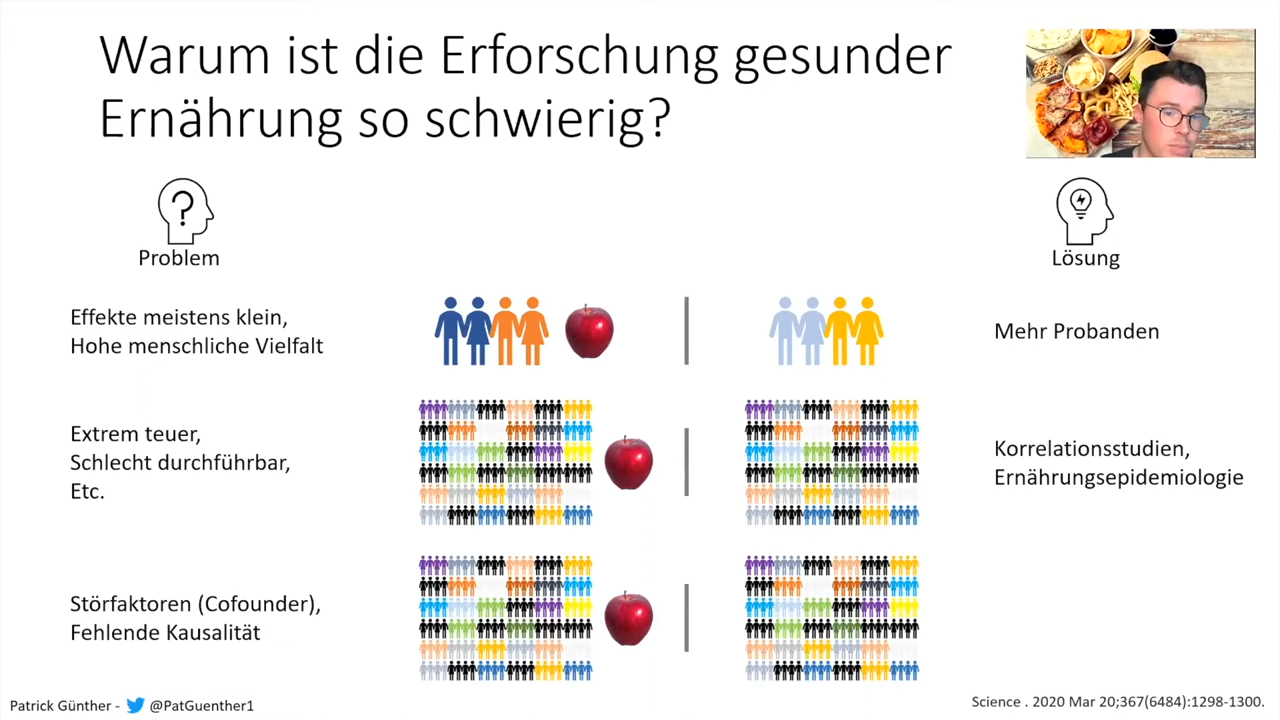 Warum ist die Erforschung gesunder
Ernährung so schwierig?
Problem
Lösung
Effekte meistens klein,
Hohe menschliche Vielfalt
Mehr Probanden
Extrem teuer,
Schlecht durchführbar,
Etc.
Korrelationsstudien,
Ernährungsepidemiologie
Störfaktoren (Cofounder),
Fehlende Kausalität
Patrick Günther - @PatGuenther1
Science . 2020 Mar 20;367(6484):1298-1300.